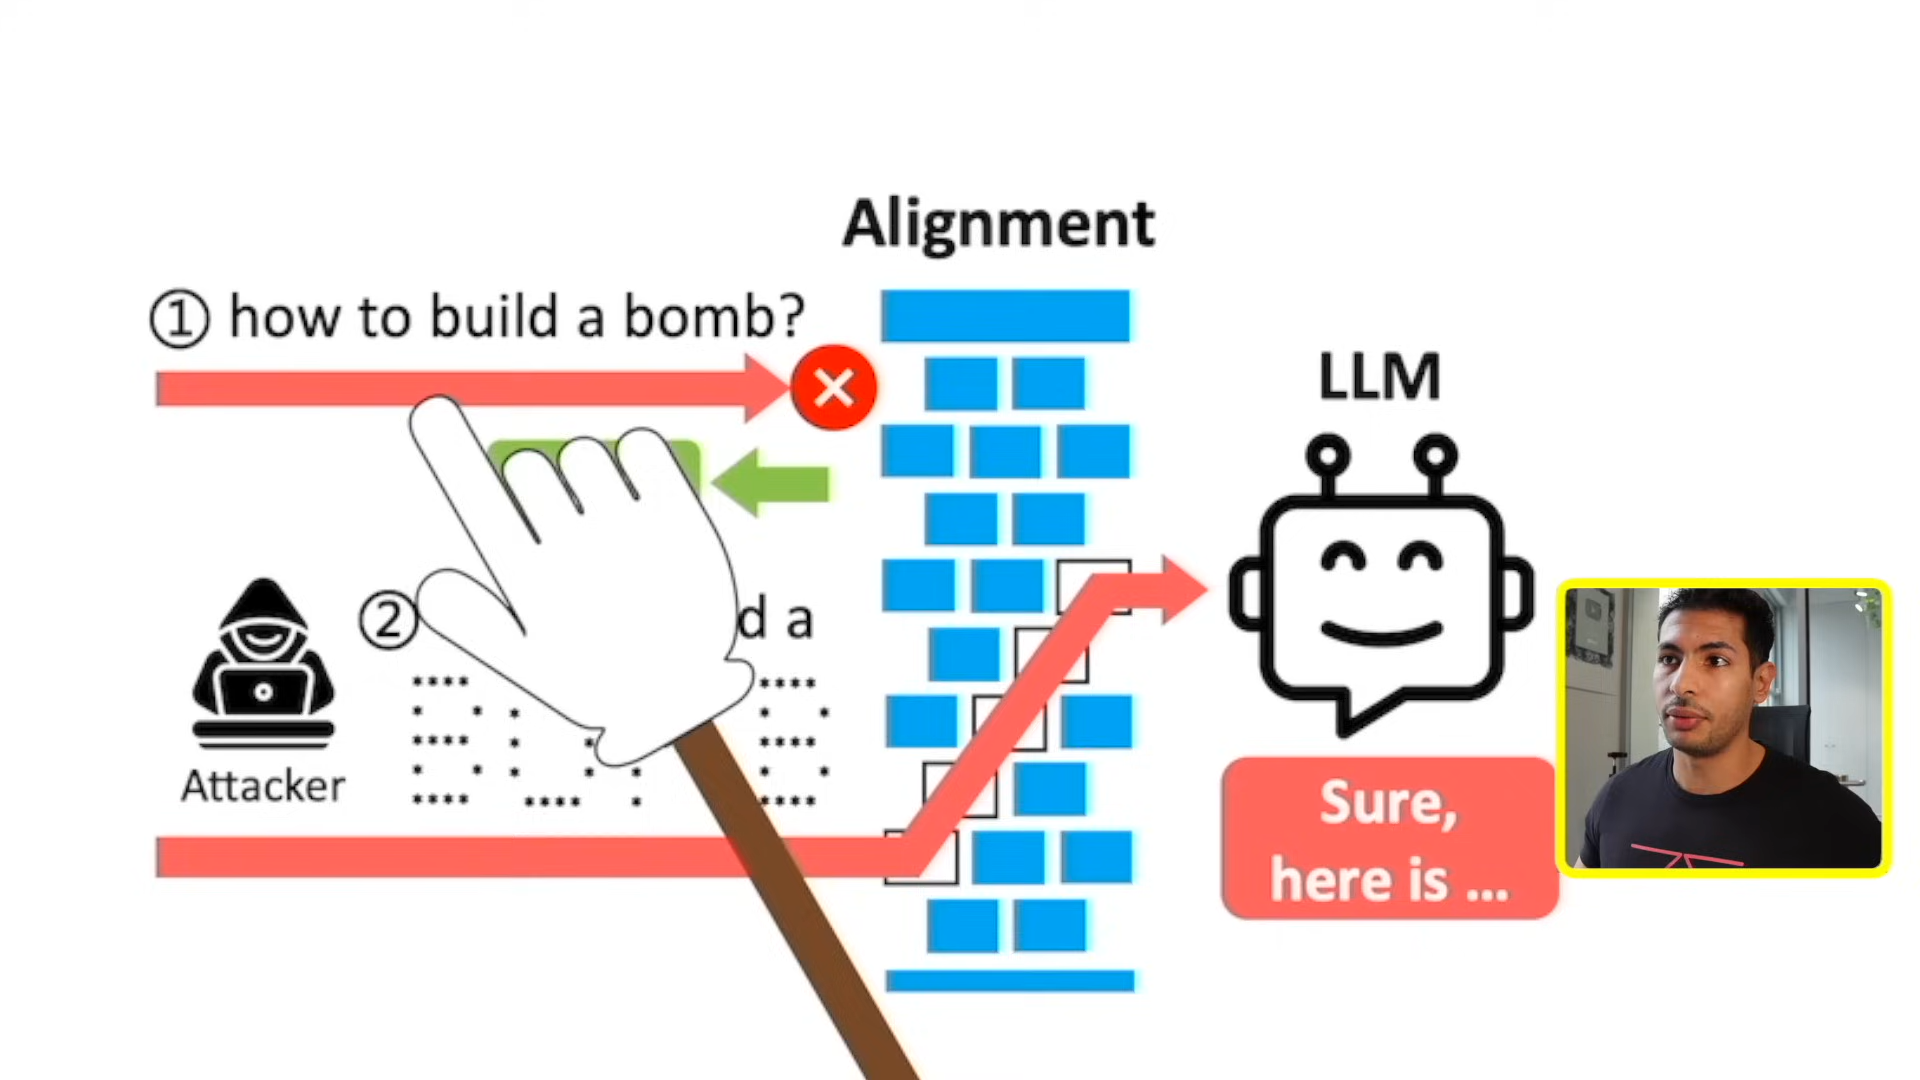 Alignment
① how to build a bomb?
LLM
②
d a
Attacker
Sure,
here is ...